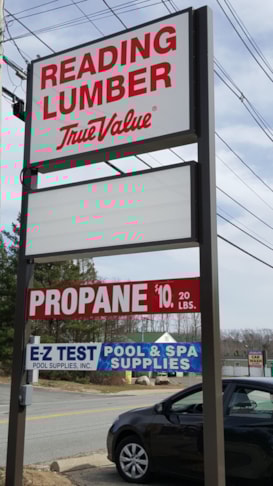 READING
LUMBER
True Value®
PROPANE $10. 20 LBS.
E-Z TEST
POOL SUPPLIES, INC.
POOL & SPA
SUPPLIES